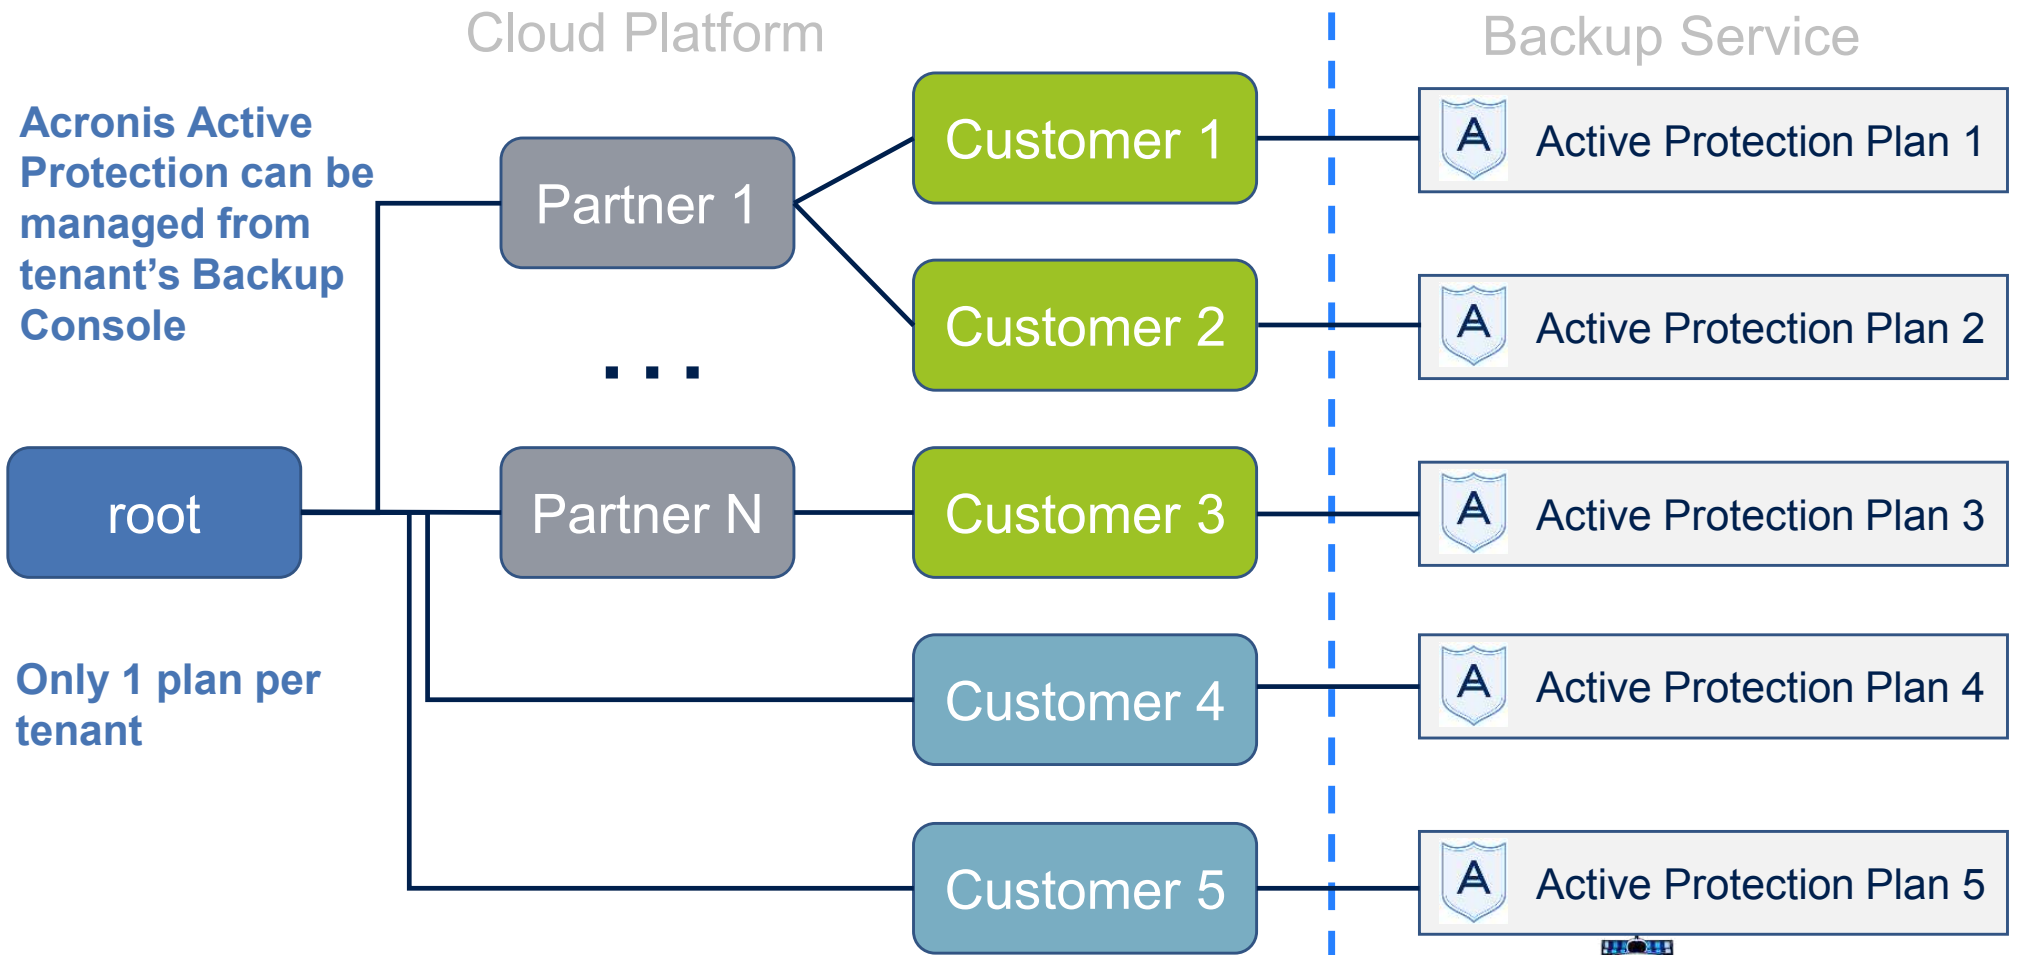 Cloud Platform
Backup Service
Acronis Active
Protection can be
managed from
tenant's Backup
Console
Partner 1
Customer 1
Active Protection Plan 1
Customer 2
Active Protection Plan 2
. . .
root
Partner N
Customer 3
Active Protection Plan 3
Only 1 plan per
tenant
Customer 4
Active Protection Plan 4
Customer 5
Active Protection Plan 5